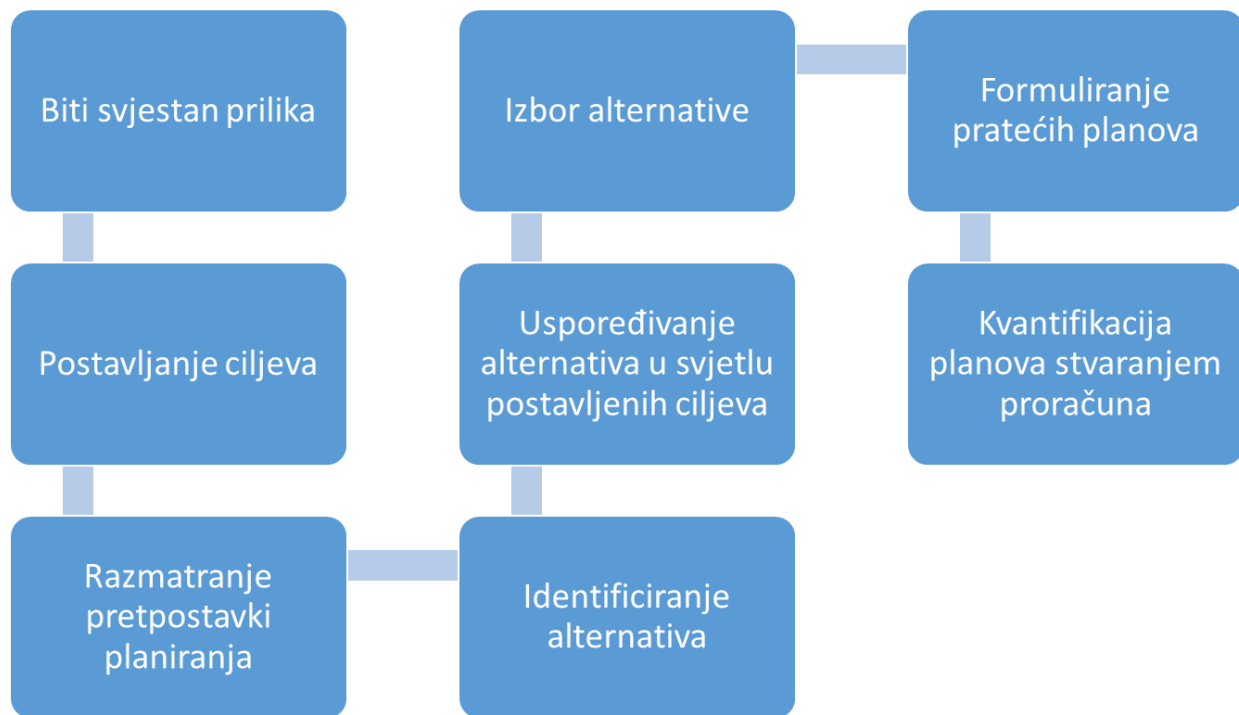 Biti svjestan prilika
Postavljanje ciljeva
Razmatranje
pretpostavki
planiranja
Identificiranje
alternativa
Uspoređivanje
alternativa u svjetlu
postavljenih ciljeva
Izbor alternative
Formuliranje
pratećih planova
Kvantifikacija
planova stvaranjem
proračuna